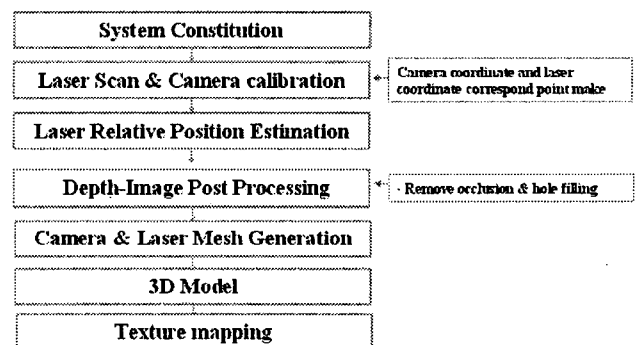 System Constitution
Laser Scan & Camera calibration
Camera coordinate and laser
coordinate correspond point make
Laser Relative Position Estimation
Depth-Image Post Processing
- Remove occlusion & hole filling
Camera & Laser Mesh Generation
3D Model
Texture mapping